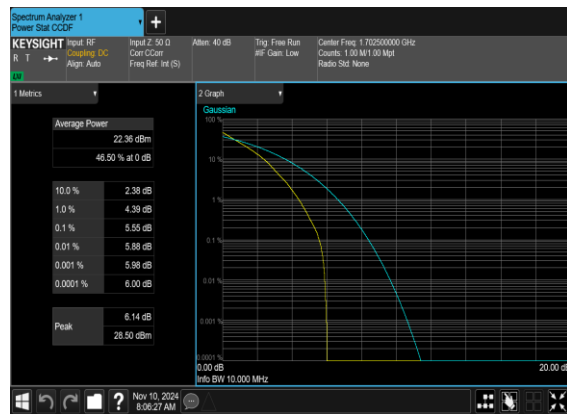 Spectrum Analyzer 1
Power Stat CCDF
+
KEYSIGHT
R T
LW
Input: RF
Coupling: DC
Align: Auto
Input Z: 50 Ω
Corr CCorr
Freq Ref: Int (S)
Atten: 40 dB
Trig: Free Run
#IF Gain: Low
Center Freq: 1.702500000 GHz
Counts: 1.00 M/1.00 Mpt
Radio Std: None
1 Metrics
Average Power
22.36 dBm
46.50 % at 0 dB
10.0 % 2.38 dB
1.0 % 4.39 dB
0.1 % 5.55 dB
0.01 % 5.88 dB
0.001 % 5.98 dB
0.0001 % 6.00 dB
Peak
6.14 dB
28.50 dBm
2 Graph
Gaussian
100 %
10 %
1 %
0.1 %
0.01 %
0.001 %
0.0001 %
0.00 dB
20.00 dB
Info BW 10.000 MHz
?
Nov 10, 2024
8:06:27 AM